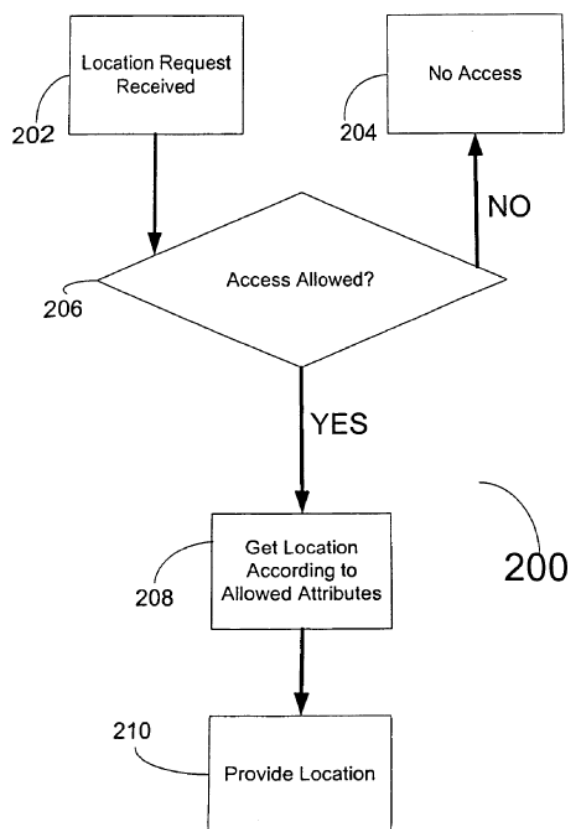 Location Request
Received
202
No Access
204
NO
Access Allowed?
206
YES
Get Location
According to
Allowed Attributes
208
200
210
Provide Location